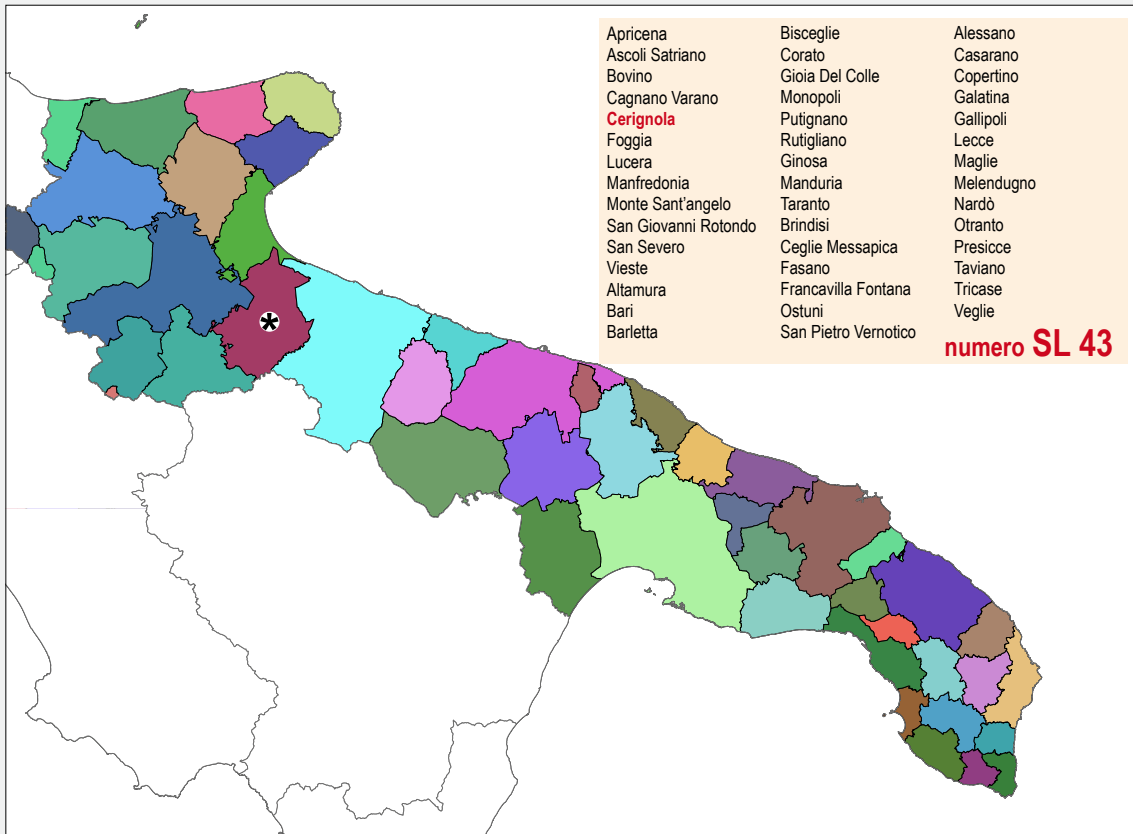 Apricena
Ascoli Satriano
Bovino
Cagnano Varano
Cerignola
Foggia
Lucera
Manfredonia
Monte Sant'angelo
San Giovanni Rotondo
San Severo
Vieste
Altamura
Bari
Barletta
Bisceglie
Corato
Gioia Del Colle
Monopoli
Putignano
Rutigliano
Ginosa
Manduria
Taranto
Brindisi
Ceglie Messapica
Fasano
Francavilla Fontana
Ostuni
San Pietro Vernotico
Alessano
Casarano
Copertino
Galatina
Gallipoli
Lecce
Maglie
Melendugno
Nardò
Otranto
Presicce
Taviano
Tricase
Veglie
numero SL 43
*